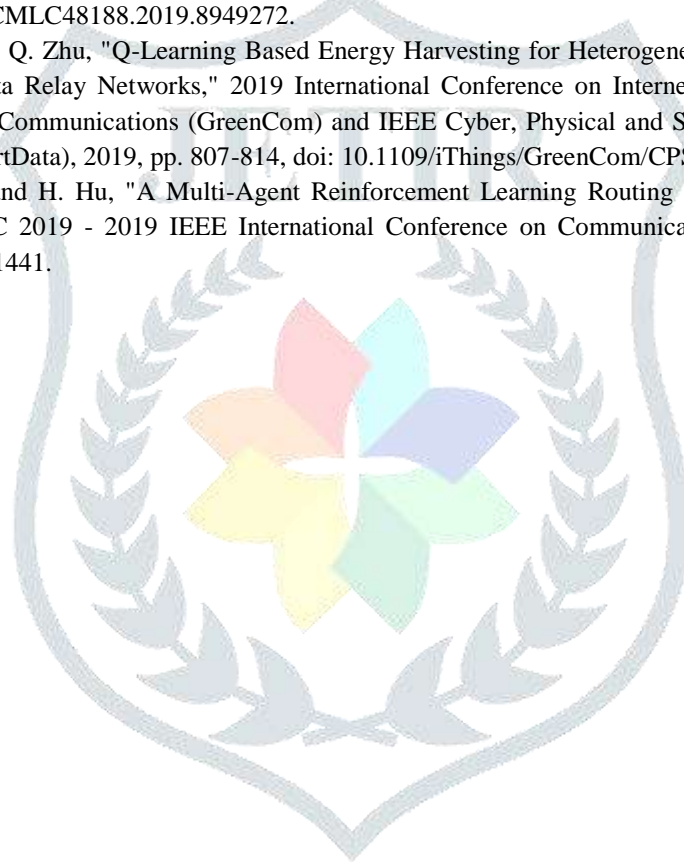 CMLC48188.2019.8949272.
Q. Zhu, "Q-Learning Based Energy Harvesting for Heterogene
ta Relay Networks," 2019 International Conference on Interne
Communications (GreenCom) and IEEE Cyber, Physical and S
rtData), 2019, pp. 807-814, doi: 10.1109/iThings/GreenCom/CPS
and H. Hu, "A Multi-Agent Reinforcement Learning Routing
C 2019 - 2019 IEEE International Conference on Communica
1441.
JETIR